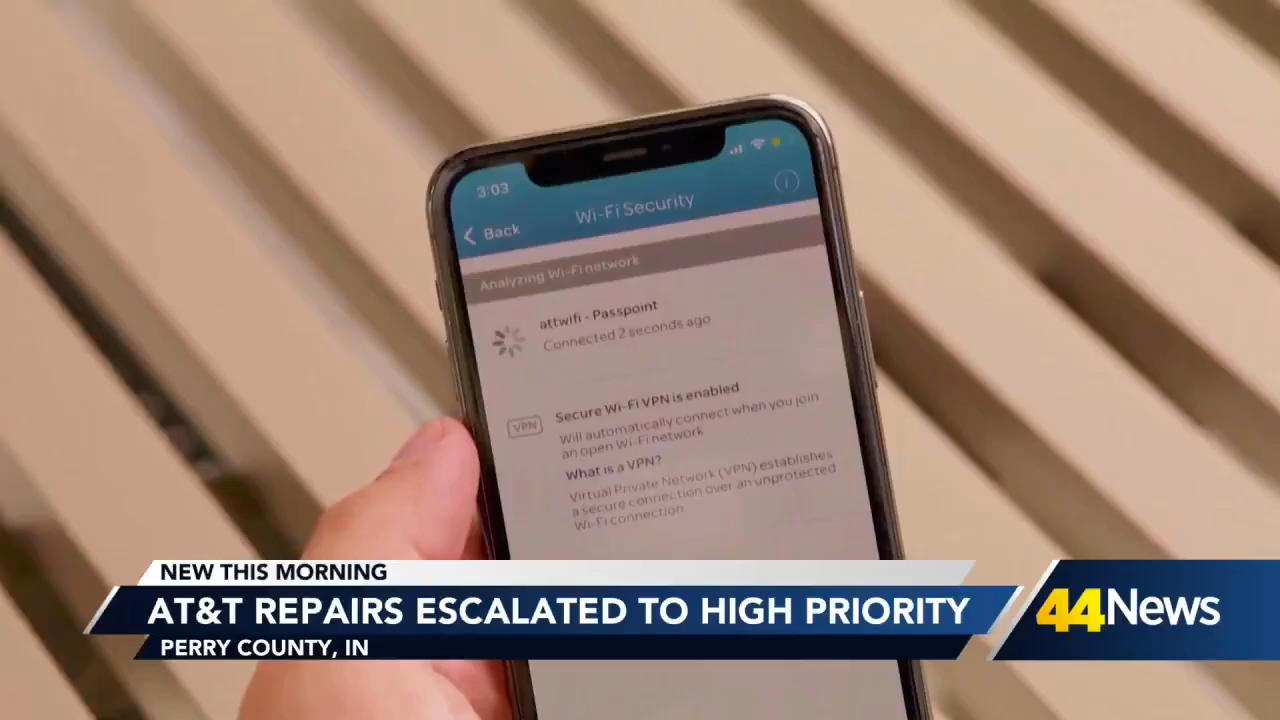 3:03
Back
Wi-Fi Security
Analyzing Wi-Fi network
attwifi - Passpoint
Connected 2 seconds ago
VPN
Secure Wi-Fi VPN is enabled
Will automatically connect when you join
an open Wi-Fi network
What is a VPN?
Virtual Private Network (VPN) establishes
a secure connection over an unprotected
Wi-Fi connection
NEW THIS MORNING
AT&T REPAIRS ESCALATED TO HIGH PRIORITY
PERRY COUNTY, IN
44News